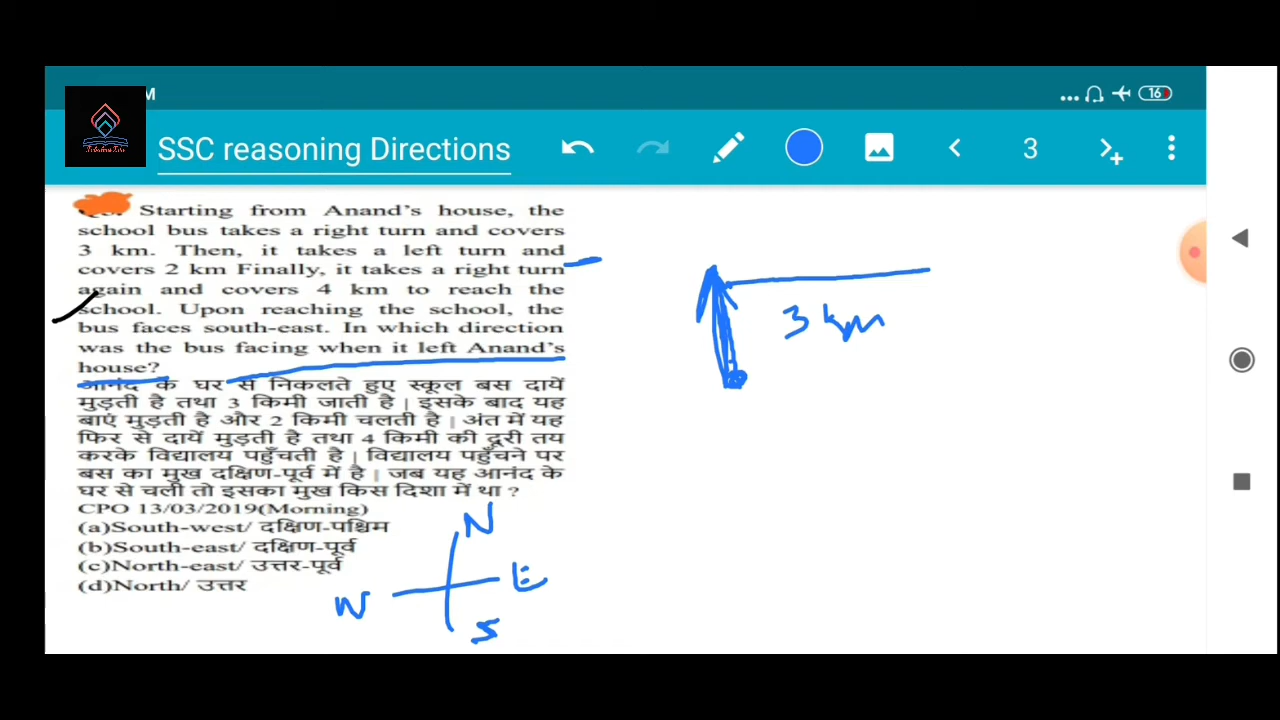 M
... 16
SSC reasoning Directions
3
Starting from Anand's house, the
school bus takes a right turn and covers
3 km. Then, it takes a left turn and
covers 2 km Finally, it takes a right turn
again and covers 4 km to reach the
school. Upon reaching the school, the
bus faces south-east. In which direction
was the bus facing when it left Anand's
house?
आनंद के घर से निकलते हुए स्कूल बस दायें
मुड़ती है तथा 3 किमी जाती है | इसके बाद यह
बाएं मुड़ती है और 2 किमी चलती है | अंत में यह
फिर से दायें मुड़ती है तथा 4 किमी की दूरी तय
करके विद्यालय पहुँचती है | विद्यालय पहुँचने पर
बस का मुख दक्षिण-पूर्व में है | जब यह आनंद के
घर से चली तो इसका मुख किस दिशा में था ?
CPO 13/03/2019(Morning)
(a)South-west/ दक्षिण-पश्चिम
(b)South-east/ दक्षिण-पूर्व
(c)North-east/ उत्तर-पूर्व
(d)North/ उत्तर
N
E
W
S
3 km